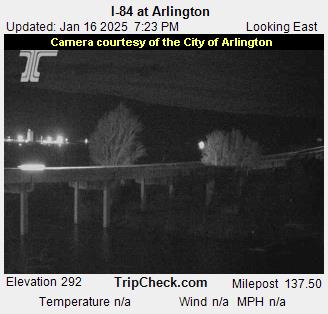 I-84 at Arlington
Updated: Jan 16 2025 7:23 PM Looking East
Camera courtesy of the City of Arlington
Elevation 292 TripCheck.com Milepost 137.50
Temperature n/a Wind n/a MPH n/a